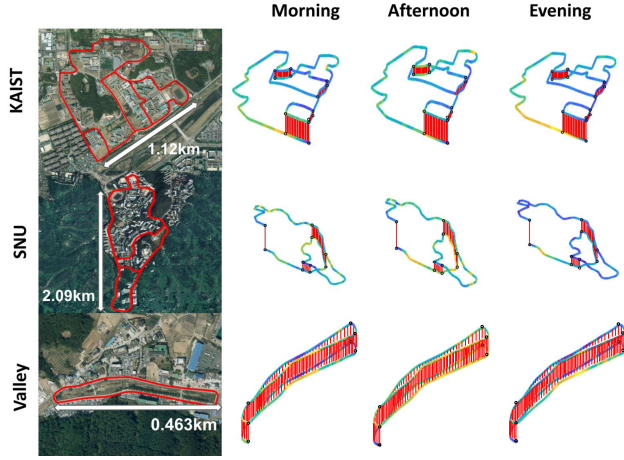 Morning Afternoon Evening
KAIST
1.12km
SNU
2.09km
Valley
0.463km